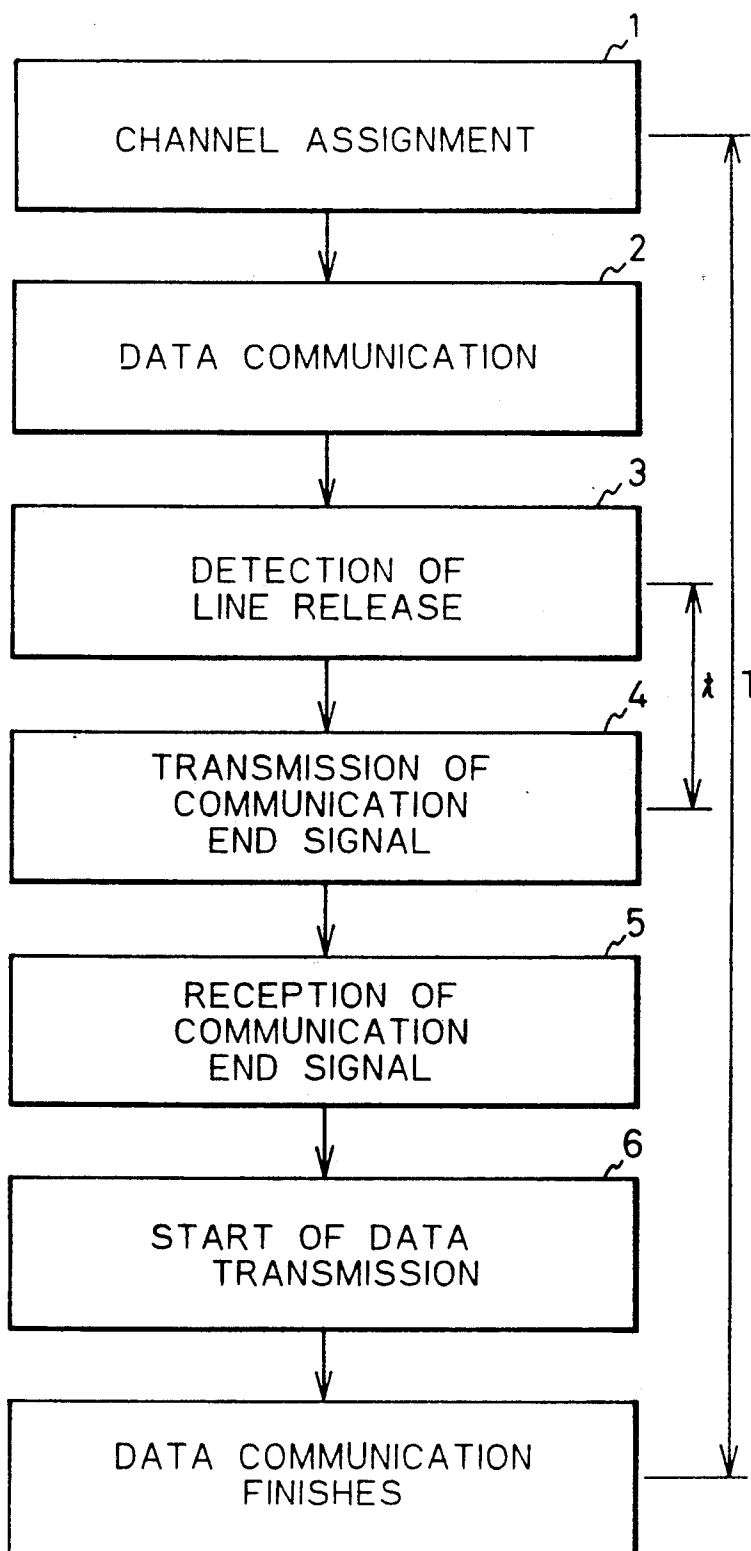 1
CHANNEL ASSIGNMENT
2
DATA COMMUNICATION
3
DETECTION OF
LINE RELEASE
t T
4
TRANSMISSION OF
COMMUNICATION
END SIGNAL
5
RECEPTION OF
COMMUNICATION
END SIGNAL
6
START OF DATA
TRANSMISSION
DATA COMMUNICATION
FINISHES